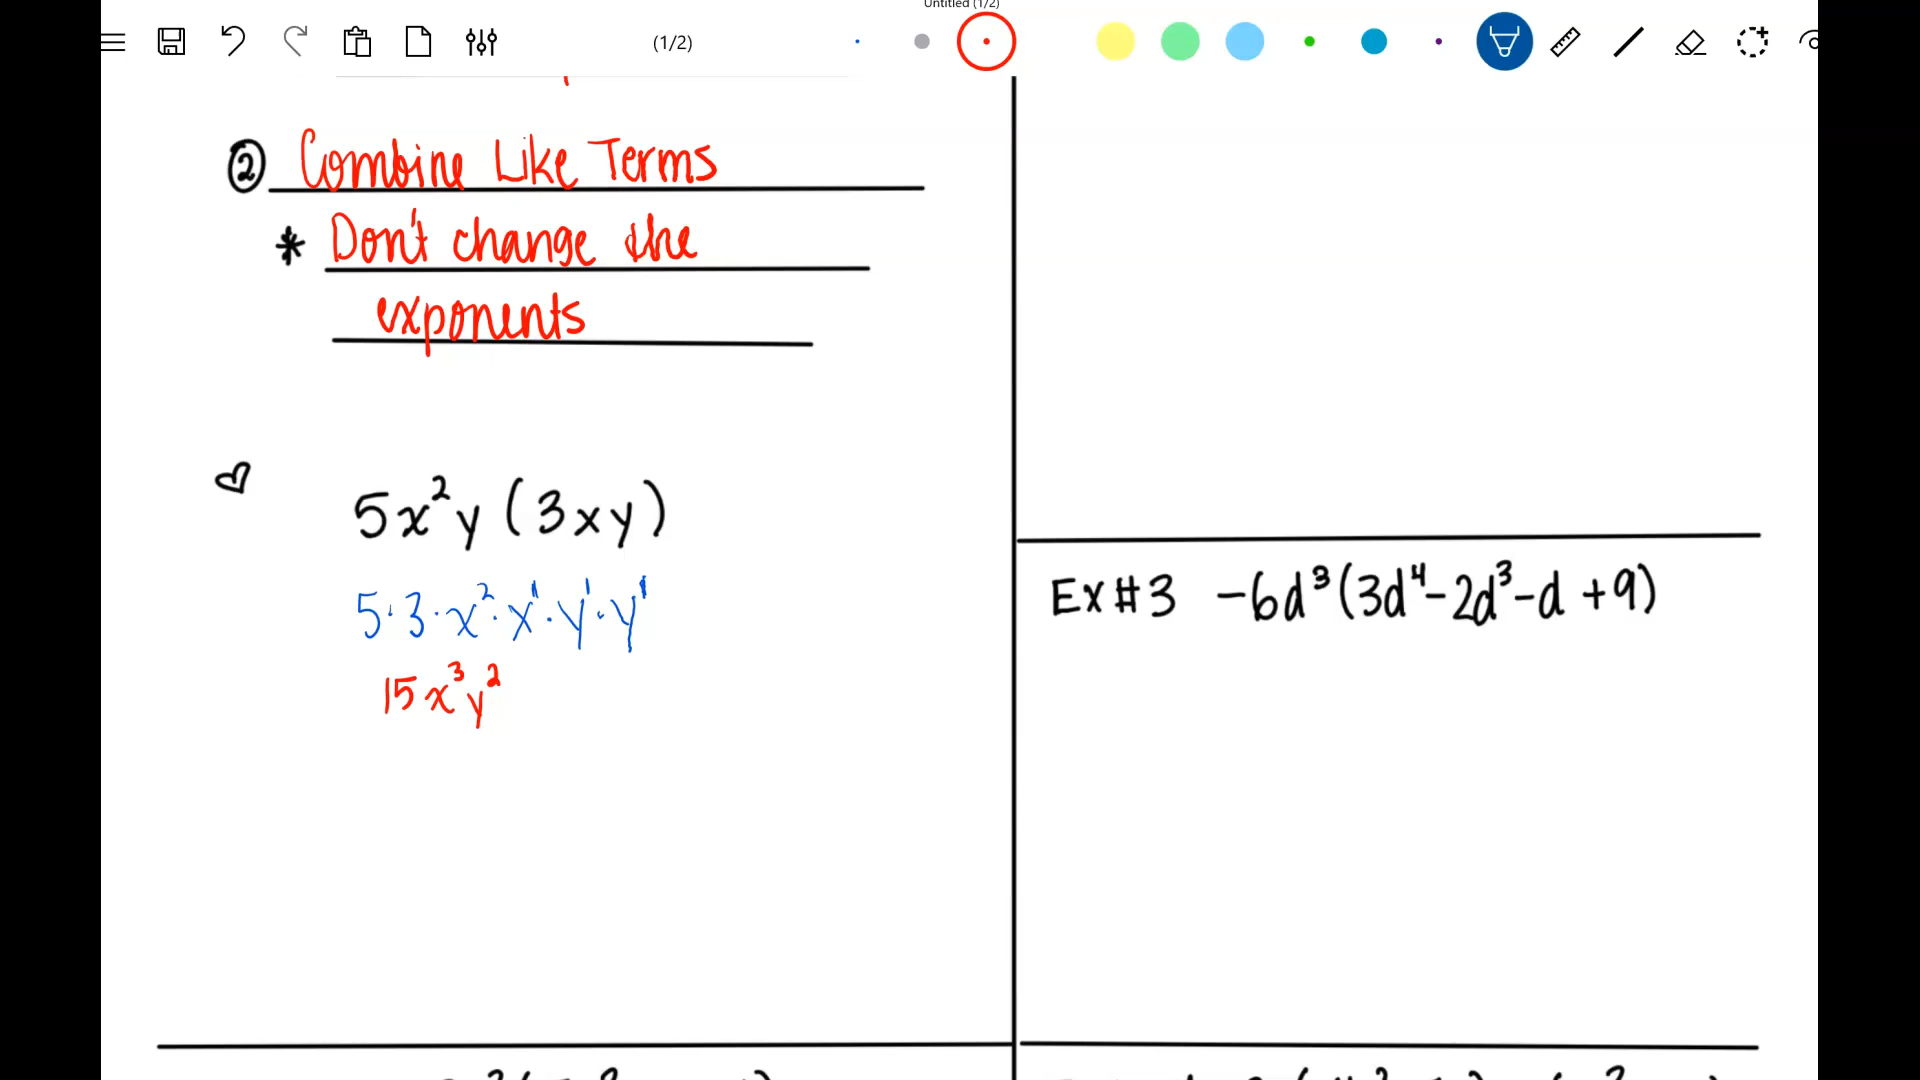 Untitled (1/2)
(1/2)
② Combine Like Terms
* Don't change the
exponents
5x²y (3xy)
5·3·x²·x¹·y¹·y¹
15x³y²
Ex#3 -6d³(3d⁴-2d³-d+9)